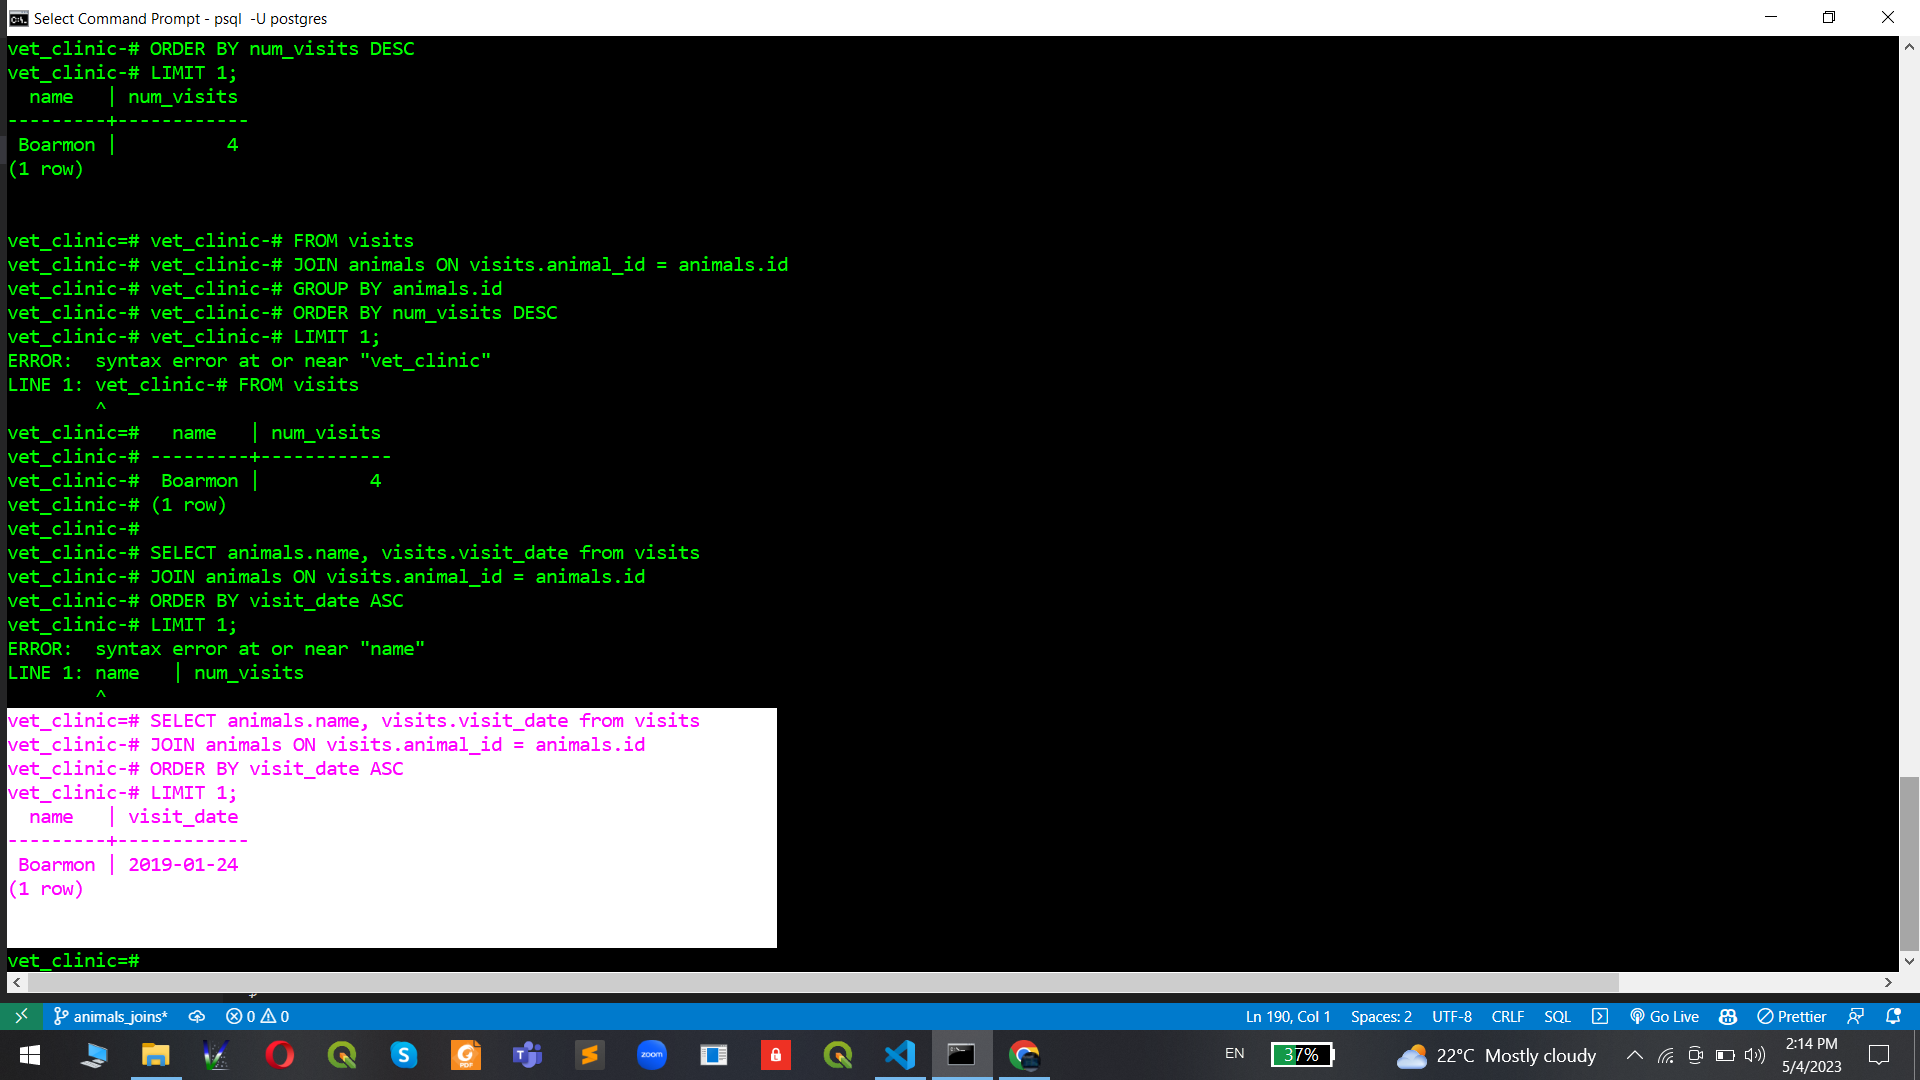 Select Command Prompt - psql  -U postgres
vet_clinic-# ORDER BY num_visits DESC
vet_clinic-# LIMIT 1;
  name   | num_visits
---------+------------
 Boarmon |          4
(1 row)
vet_clinic=# vet_clinic-# FROM visits
vet_clinic-# vet_clinic-# JOIN animals ON visits.animal_id = animals.id
vet_clinic-# vet_clinic-# GROUP BY animals.id
vet_clinic-# vet_clinic-# ORDER BY num_visits DESC
vet_clinic-# vet_clinic-# LIMIT 1;
ERROR:  syntax error at or near "vet_clinic"
LINE 1: vet_clinic-# FROM visits
        ^
vet_clinic=#   name   | num_visits
vet_clinic-# ---------+------------
vet_clinic-#  Boarmon |          4
vet_clinic-# (1 row)
vet_clinic-#
vet_clinic-# SELECT animals.name, visits.visit_date from visits
vet_clinic-# JOIN animals ON visits.animal_id = animals.id
vet_clinic-# ORDER BY visit_date ASC
vet_clinic-# LIMIT 1;
ERROR:  syntax error at or near "name"
LINE 1: name   | num_visits
        ^
vet_clinic=# SELECT animals.name, visits.visit_date from visits
vet_clinic-# JOIN animals ON visits.animal_id = animals.id
vet_clinic-# ORDER BY visit_date ASC
vet_clinic-# LIMIT 1;
  name   | visit_date
---------+------------
 Boarmon | 2019-01-24
(1 row)
vet_clinic=#
animals_joins* 0 0 Ln 190, Col 1 Spaces: 2 UTF-8 CRLF SQL Go Live Prettier
EN 37% 22°C Mostly cloudy 2:14 PM
5/4/2023